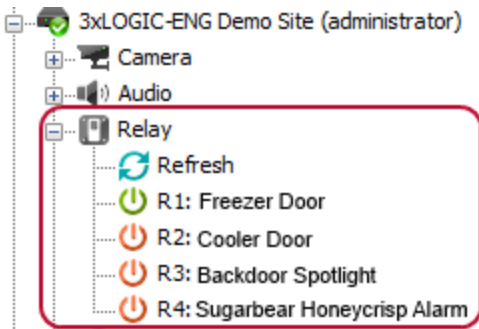 3xLOGIC-ENG Demo Site (administrator)
Camera
Audio
Relay
Refresh
R1: Freezer Door
R2: Cooler Door
R3: Backdoor Spotlight
R4: Sugarbear Honeycrisp Alarm